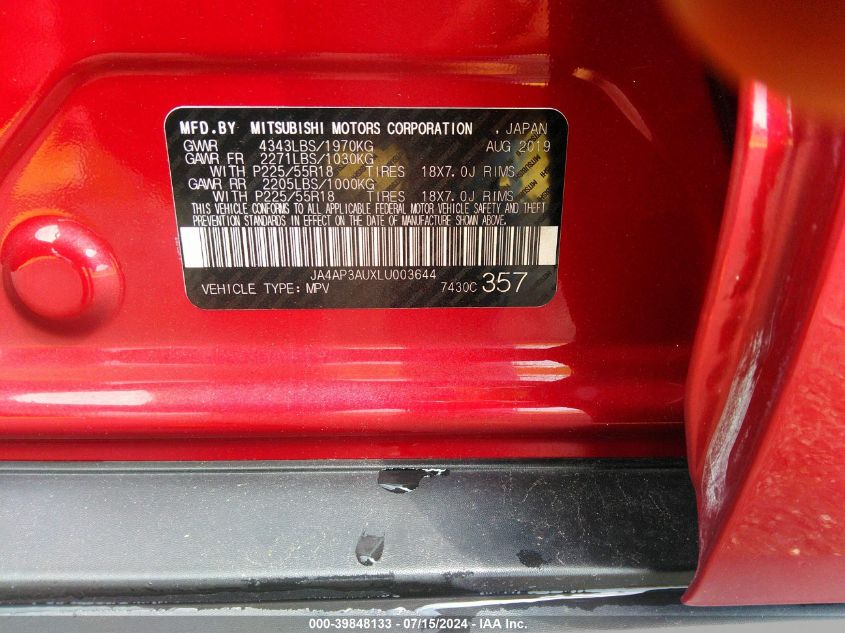 MFD.BY MITSUBISHI MOTORS CORPORATION , JAPAN
GVWR 4343LBS/1970KG AUG 2019
GAWR FR 2271LBS/1030KG
WITH P225/55R18 TIRES 18X7.0J RIMS
GAWR RR 2205LBS/1000KG
WITH P225/55R18 TIRES 18X7.0J RIMS
THIS VEHICLE CONFORMS TO ALL APPLICABLE FEDERAL MOTOR VEHICLE SAFETY AND THEFT
PREVENTION STANDARDS IN EFFECT ON THE DATE OF MANUFACTURE SHOWN ABOVE.
JA4AP3AUXLU003644
VEHICLE TYPE:MPV 7430C 357
000-39848133 - 07/15/2024 - IAA Inc.